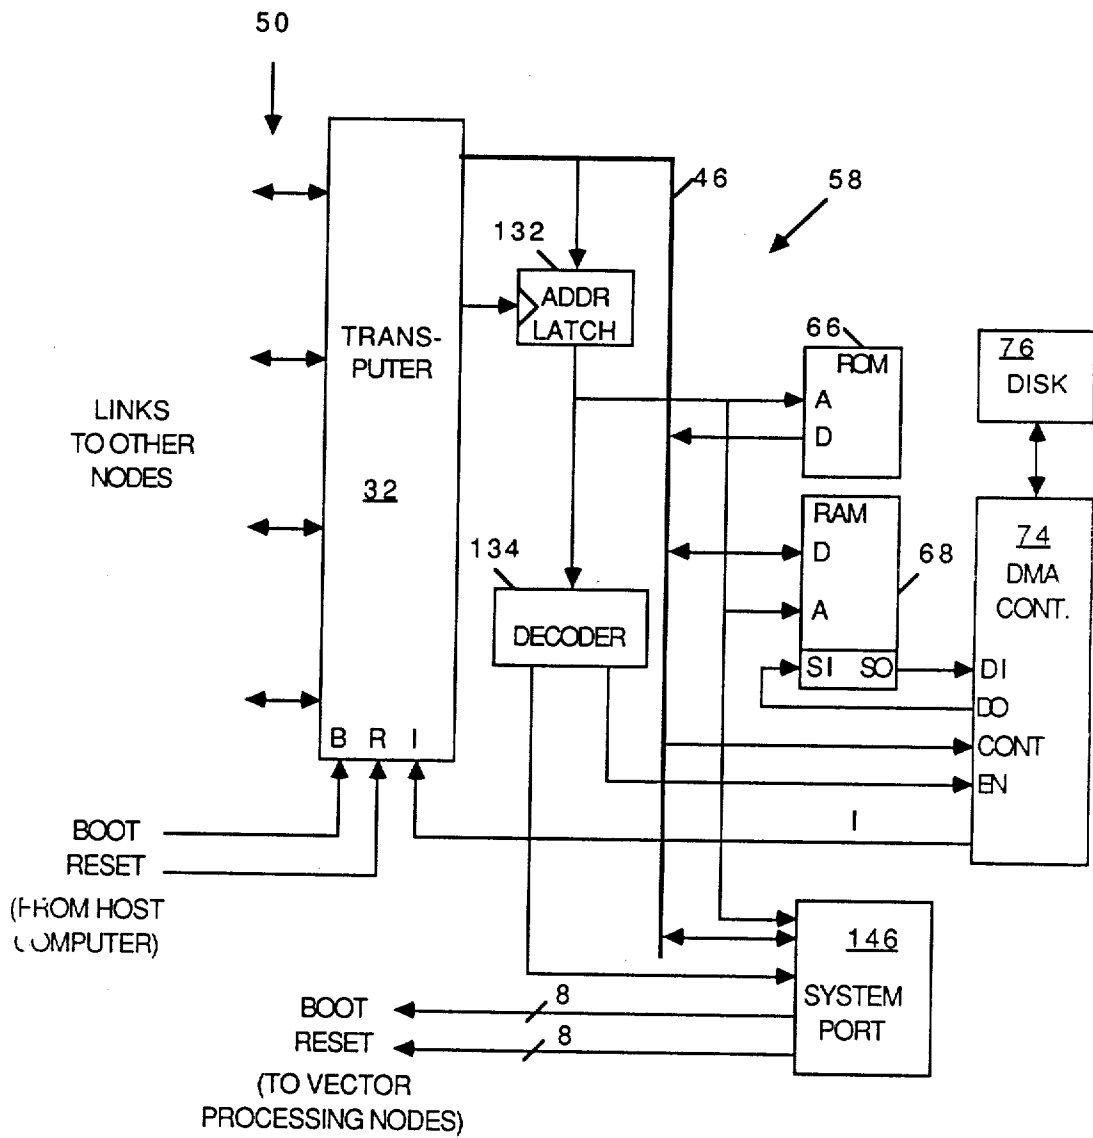 50
46
58
132
ADDR
LATCH
TRANS-
PUTER
32
66
ROM
A
D
76
DISK
LINKS
TO OTHER
NODES
RAM
D
A
SI SO
68
74
DMA
CONT.
DI
DO
CONT
EN
134
DECODER
B R I
I
BOOT
RESET
(FROM HOST
COMPUTER)
146
SYSTEM
PORT
BOOT
8
RESET
8
(TO VECTOR
PROCESSING NODES)